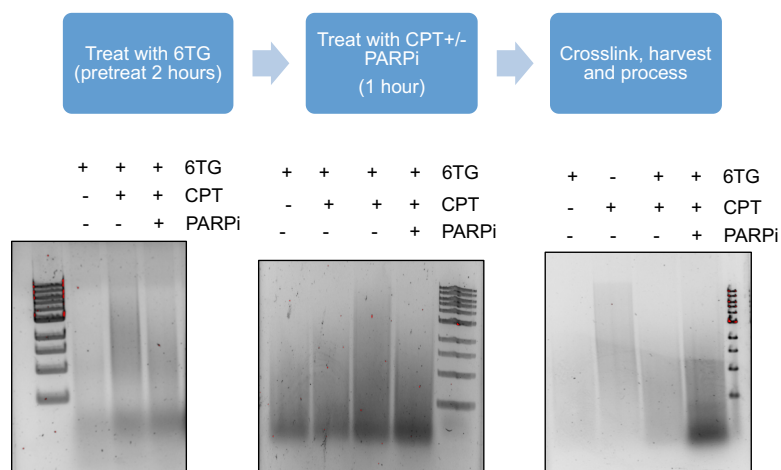 Treat with 6TG
(pretreat 2 hours)
Treat with CPT+/-
PARPi
(1 hour)
Crosslink, harvest
and process
+ + + 6TG
- + + CPT
- - + PARPi
+ + + + 6TG
- + + + CPT
- - - + PARPi
+ - + + 6TG
- + + + CPT
- - - + PARPi